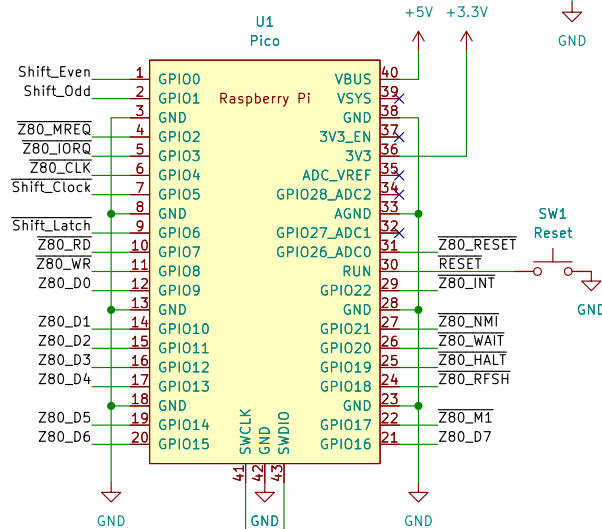 +5V +3.3V
GND
U1
Pico
Raspberry Pi
Shift_Even 1 GPIO0 VBUS 40
Shift_Odd 2 GPIO1 VSYS 39
3 GND GND 38
Z80_MREQ 4 GPIO2 3V3_EN 37
Z80_IORQ 5 GPIO3 3V3 36
Z80_CLK 6 GPIO4 ADC_VREF 35
Shift_Clock 7 GPIO5 GPIO28_ADC2 34
8 GND AGND 33
Shift_Latch 9 GPIO6 GPIO27_ADC1 32
Z80_RD 10 GPIO7 GPIO26_ADC0 31 Z80_RESET
Z80_WR 11 GPIO8 RUN 30 RESET
Z80_D0 12 GPIO9 GPIO22 29 Z80_INT
13 GND GND 28
Z80_D1 14 GPIO10 GPIO21 27 Z80_NMI
Z80_D2 15 GPIO11 GPIO20 26 Z80_WAIT
Z80_D3 16 GPIO12 GPIO19 25 Z80_HALT
Z80_D4 17 GPIO13 GPIO18 24 Z80_RFSH
18 GND GND 23
Z80_D5 19 GPIO14 GPIO17 22 Z80_M1
Z80_D6 20 GPIO15 GPIO16 21 Z80_D7
SW1
Reset
GND
SWCLK GND SWDIO
41 42 43
GND GND GND